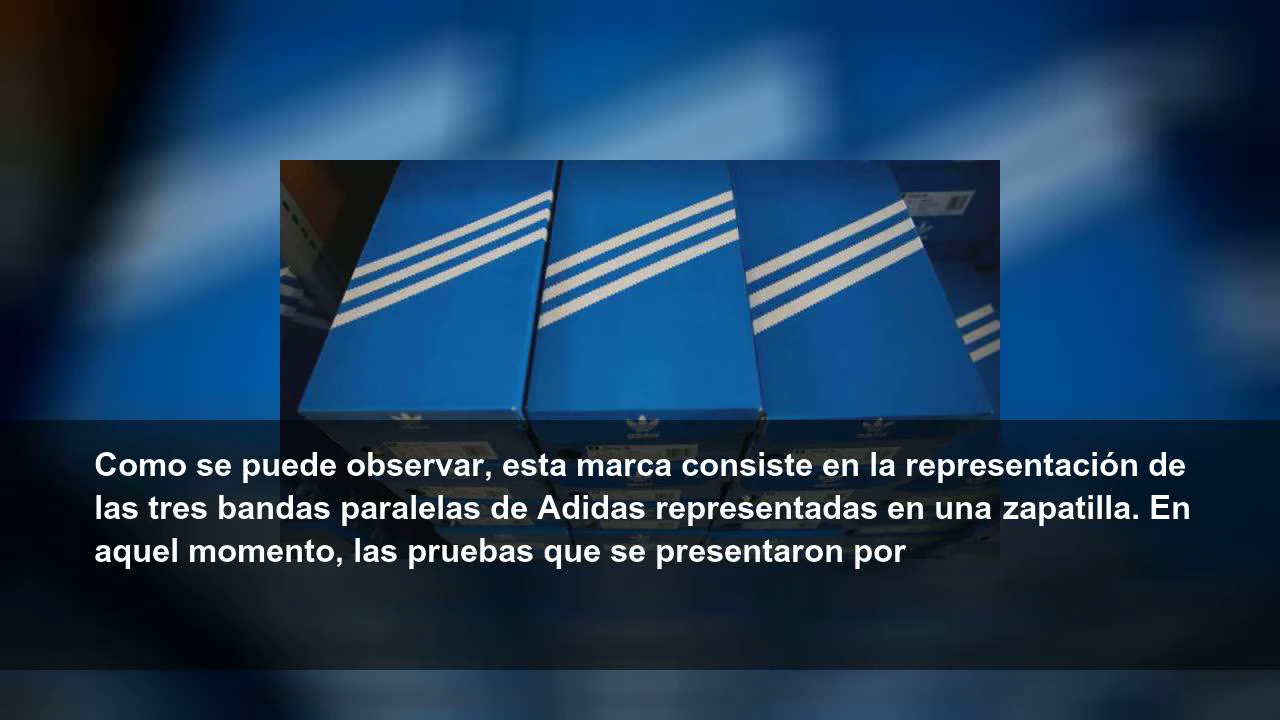 adidas
Como se puede observar, esta marca consiste en la representación de
las tres bandas paralelas de Adidas representadas en una zapatilla. En
aquel momento, las pruebas que se presentaron por